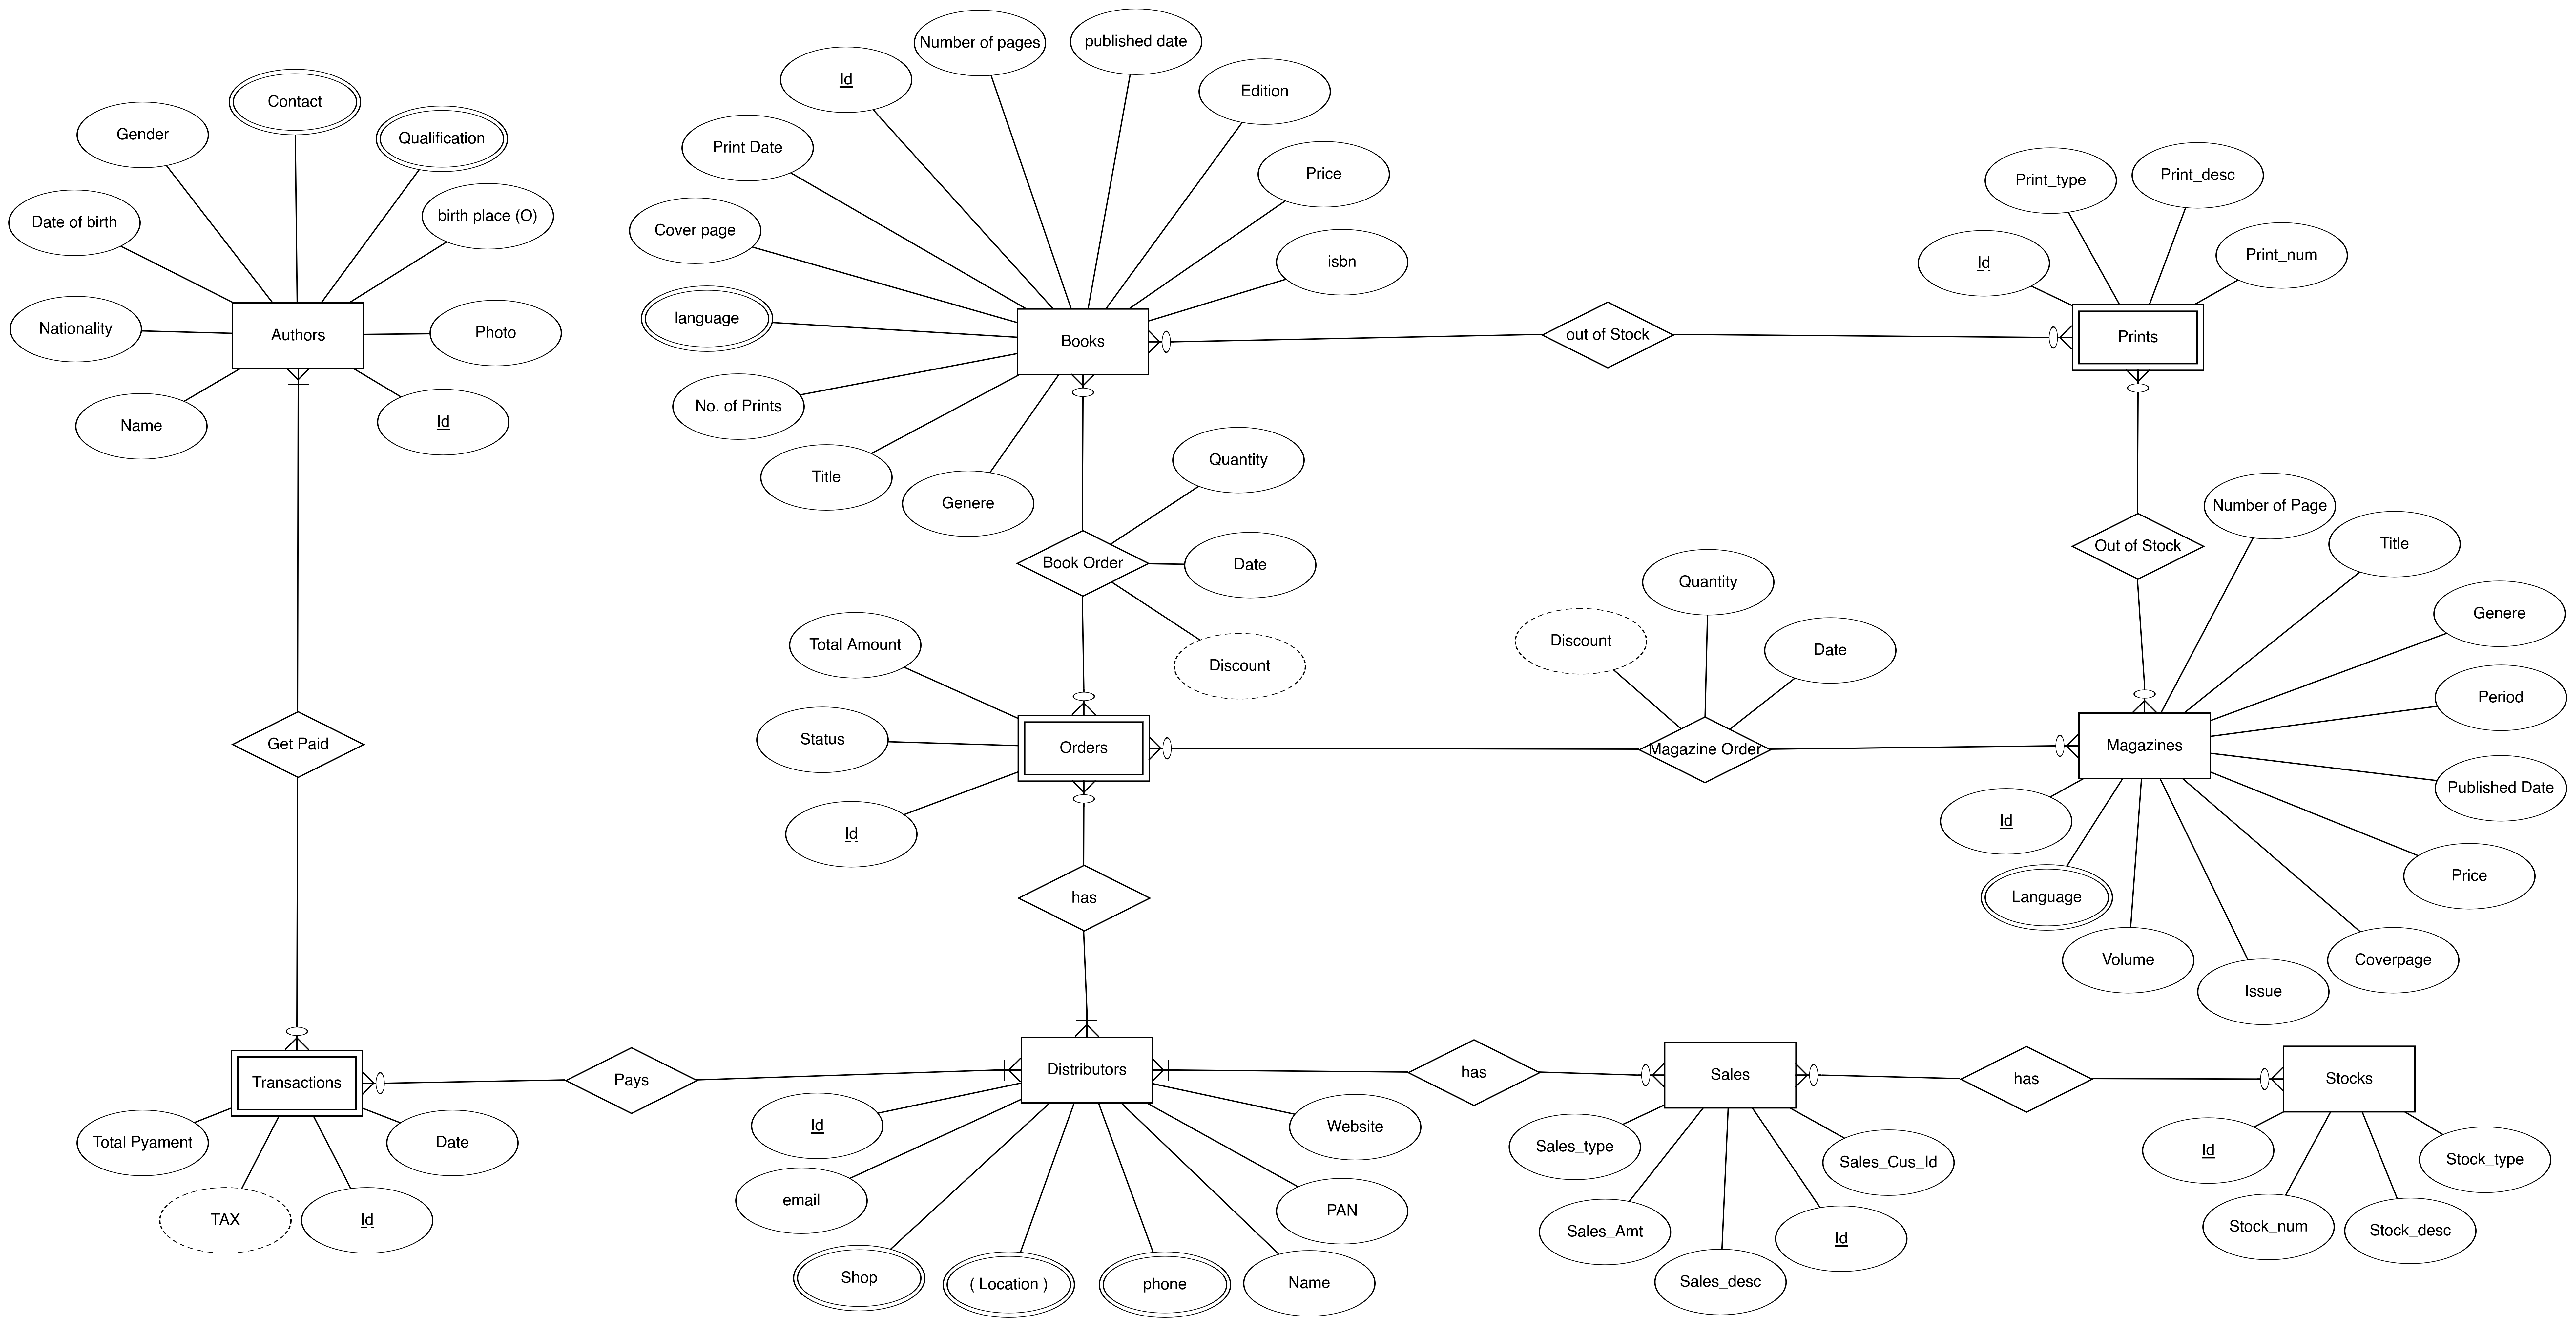 Contact
Gender
Qualification
Date of birth
birth place (O)
Nationality
Authors
Photo
Name
Id
Number of pages
published date
Id
Edition
Print Date
Price
Cover page
isbn
language
Books
No. of Prints
Title
Genere
out of Stock
Print_type
Print_desc
Id
Print_num
Prints
Quantity
Book Order
Date
Discount
Out of Stock
Number of Page
Title
Genere
Period
Magazines
Published Date
Id
Price
Language
Volume
Issue
Coverpage
Discount
Quantity
Date
Magazine Order
Total Amount
Status
Orders
Id
Get Paid
has
Transactions
Total Pyament
Date
TAX
Id
Pays
Distributors
Id
Website
email
PAN
Shop
( Location )
phone
Name
has
Sales
Sales_type
Sales_Cus_Id
Sales_Amt
Id
Sales_desc
has
Stocks
Id
Stock_type
Stock_num
Stock_desc